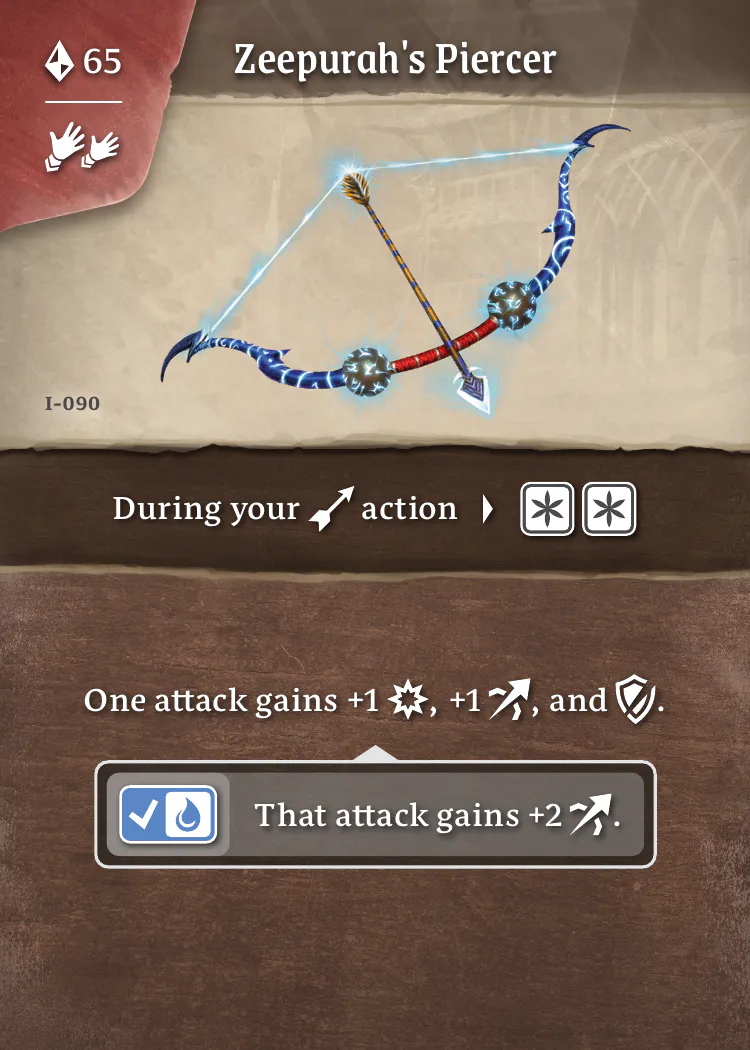 65
Zeepurah's Piercer
I-090
During your action
One attack gains +1 , +1 , and .
That attack gains +2 .